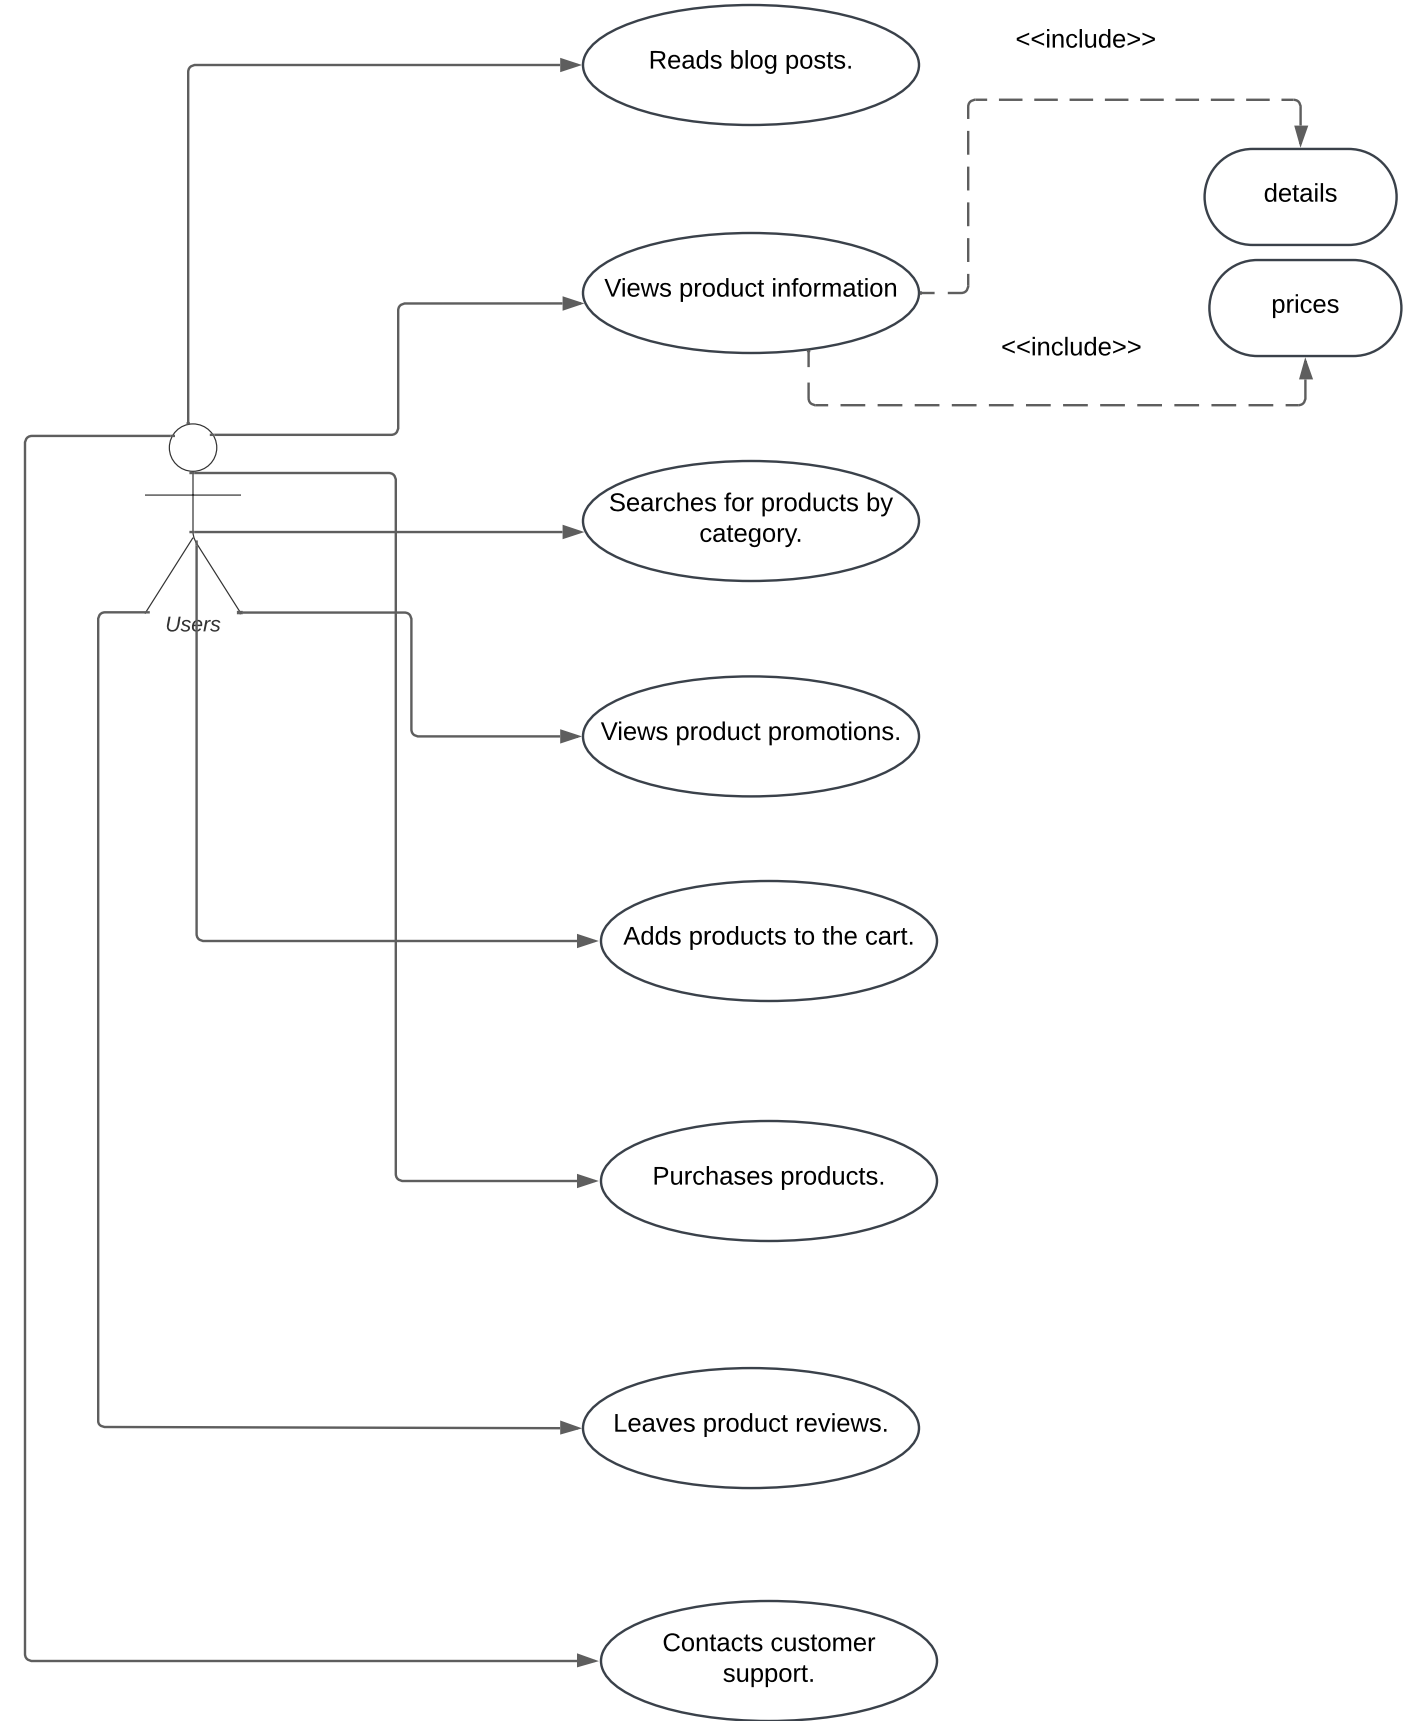 Reads blog posts.
<<include>>
details
Views product information
prices
<<include>>
Searches for products by
category.
Users
Views product promotions.
Adds products to the cart.
Purchases products.
Leaves product reviews.
Contacts customer
support.